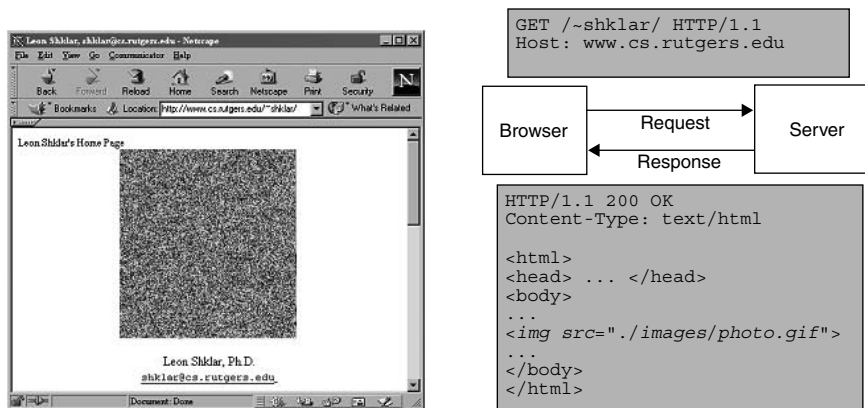 Leon Shklar, shklar@cs.rutgers.edu - Netscape
File Edit View Go Communicator Help
Back Forward Reload Home Search Netscape Print Security
N
Bookmarks Location: http://www.cs.rutgers.edu/~shklar/ What's Related
Leon Shklar's Home Page
Leon Shklar, Ph.D.
shklar@cs.rutgers.edu
Document: Done
GET /~shklar/ HTTP/1.1
Host: www.cs.rutgers.edu
Browser
Request
Response
Server
HTTP/1.1 200 OK
Content-Type: text/html
<html>
<head> ... </head>
<body>
...
<img src="./images/photo.gif">
...
</body>
</html>